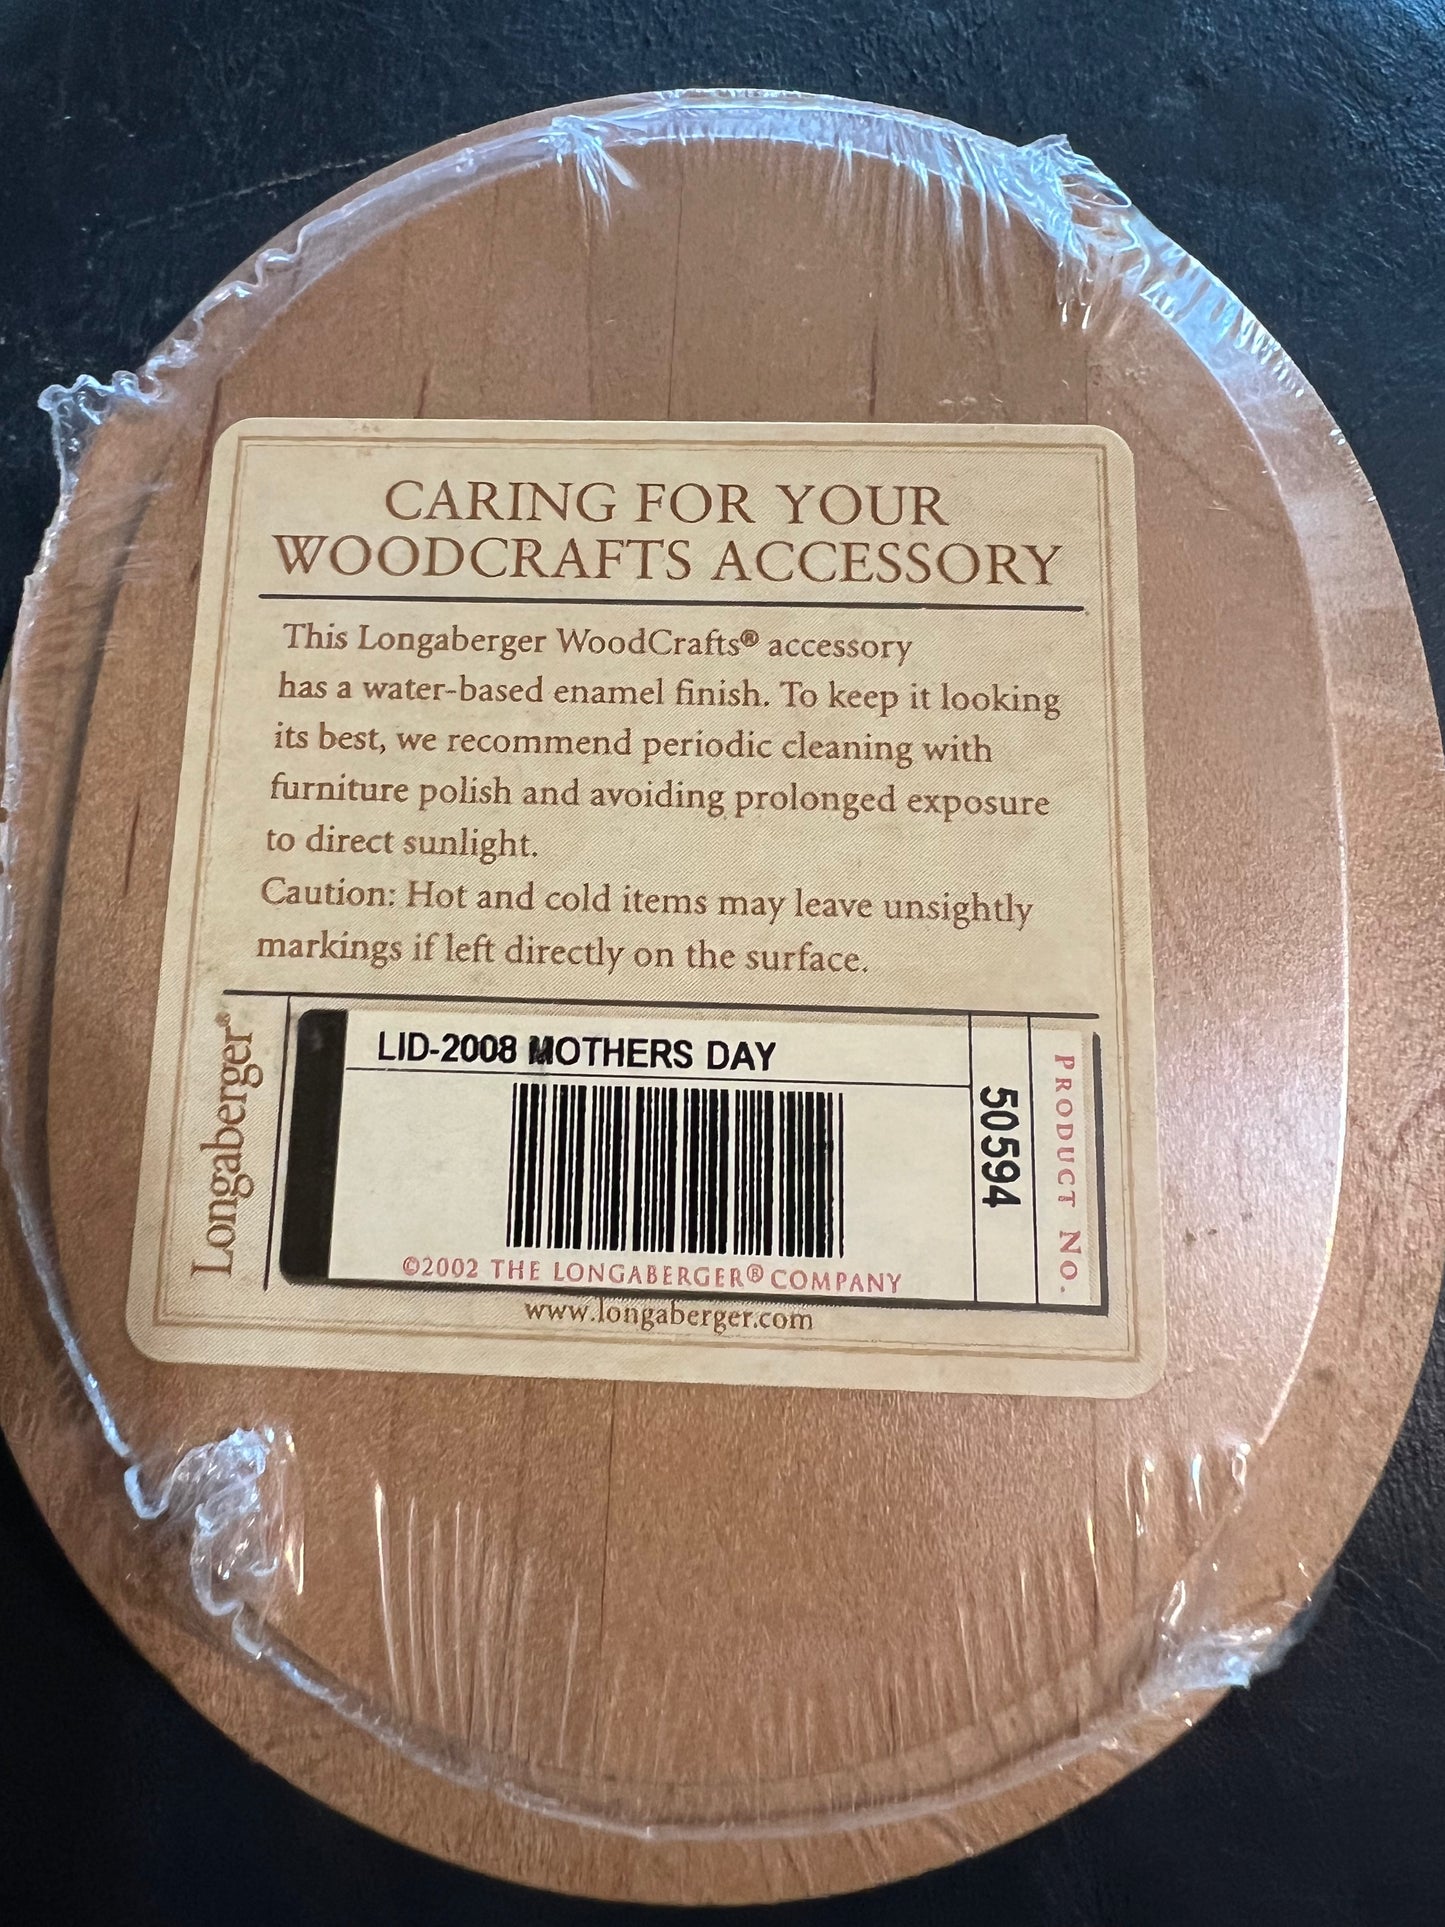 CARING FOR YOUR
WOODCRAFTS ACCESSORY
This Longaberger WoodCrafts® accessory
has a water-based enamel finish. To keep it looking
its best, we recommend periodic cleaning with
furniture polish and avoiding prolonged exposure
to direct sunlight.
Caution: Hot and cold items may leave unsightly
markings if left directly on the surface.
Longaberger®
LID-2008 MOTHERS DAY
50594
PRODUCT NO.
©2002 THE LONGABERGER® COMPANY
www.longaberger.com